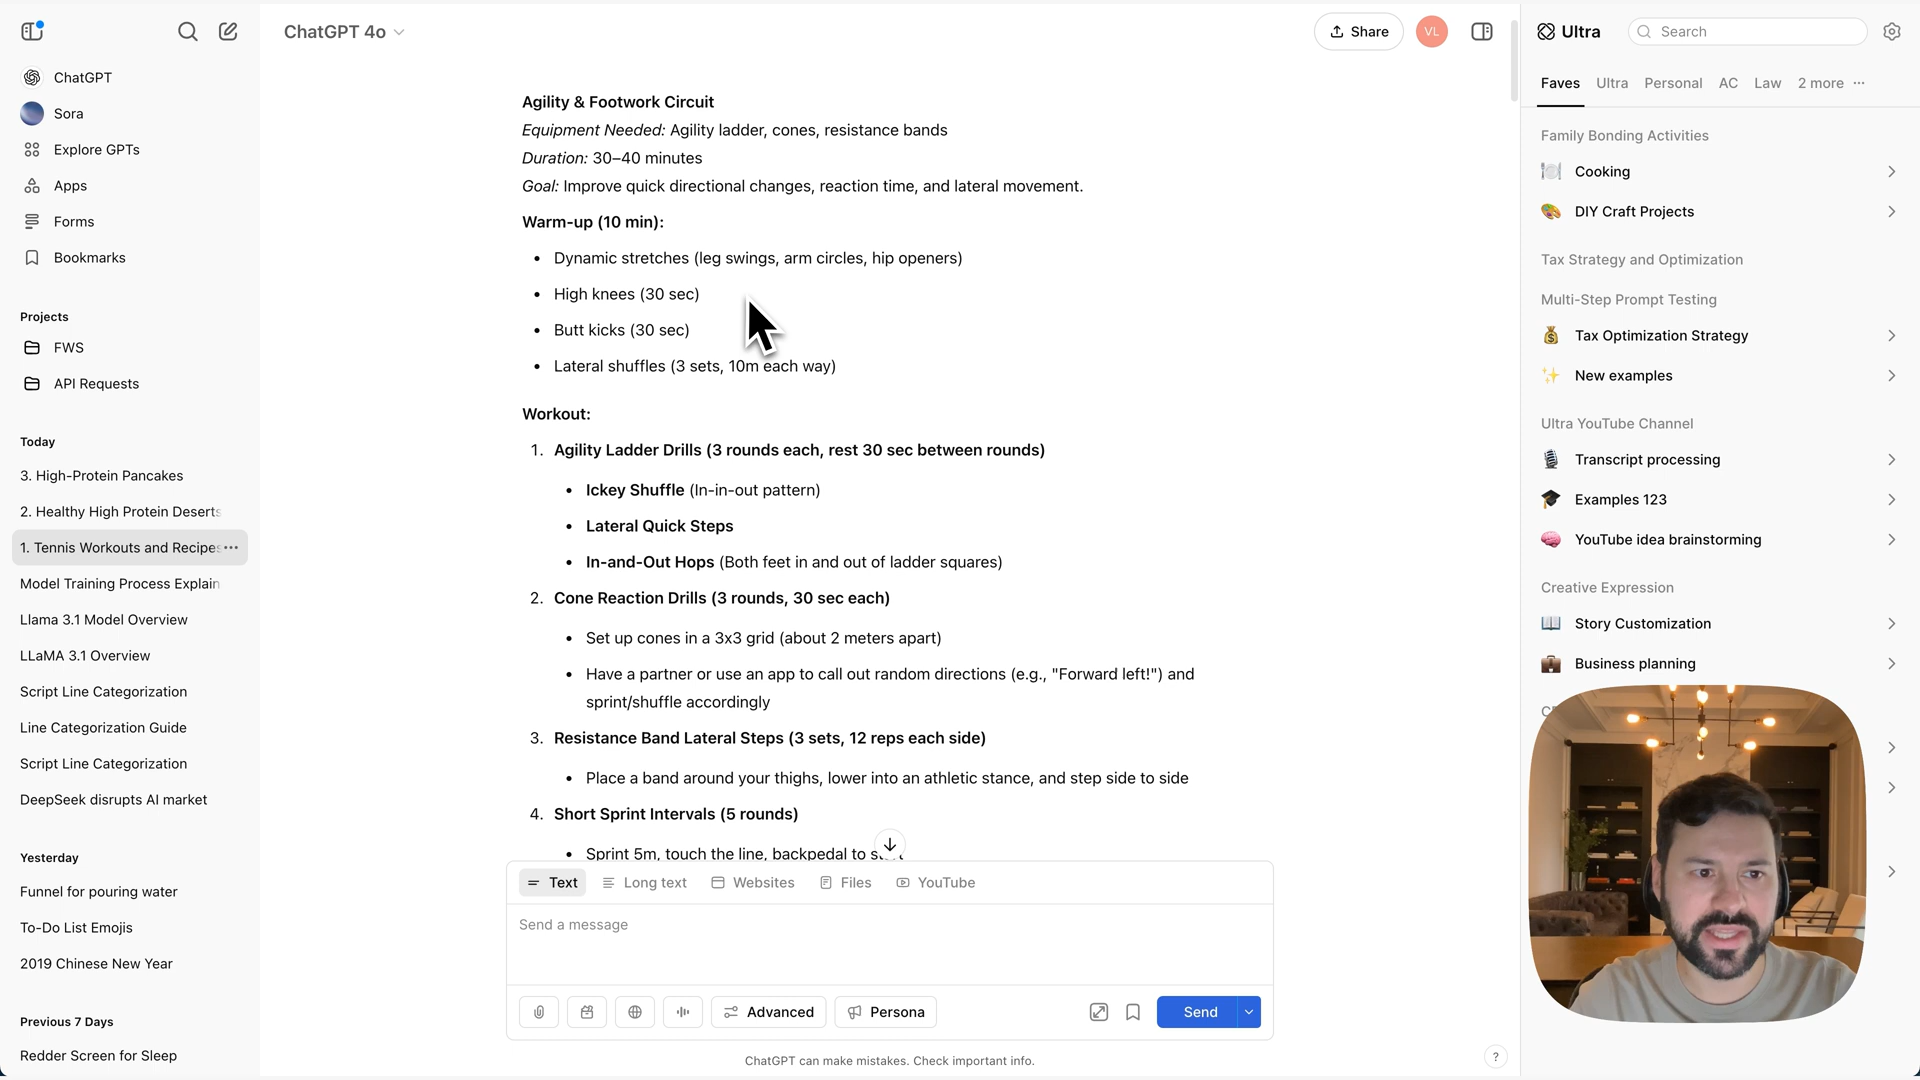 ChatGPT
Sora
Explore GPTs
Apps
Forms
Bookmarks
Projects
FWS
API Requests
Today
3. High-Protein Pancakes
2. Healthy High Protein Deserts
1. Tennis Workouts and Recipes
Model Training Process Explain
Llama 3.1 Model Overview
LLaMA 3.1 Overview
Script Line Categorization
Line Categorization Guide
Script Line Categorization
DeepSeek disrupts AI market
Yesterday
Funnel for pouring water
To-Do List Emojis
2019 Chinese New Year
Previous 7 Days
Redder Screen for Sleep
ChatGPT 4o
Share
VL
Agility & Footwork Circuit
Equipment Needed: Agility ladder, cones, resistance bands
Duration: 30–40 minutes
Goal: Improve quick directional changes, reaction time, and lateral movement.
Warm-up (10 min):
• Dynamic stretches (leg swings, arm circles, hip openers)
• High knees (30 sec)
• Butt kicks (30 sec)
• Lateral shuffles (3 sets, 10m each way)
Workout:
1. Agility Ladder Drills (3 rounds each, rest 30 sec between rounds)
• Ickey Shuffle (In-in-out pattern)
• Lateral Quick Steps
• In-and-Out Hops (Both feet in and out of ladder squares)
2. Cone Reaction Drills (3 rounds, 30 sec each)
• Set up cones in a 3x3 grid (about 2 meters apart)
• Have a partner or use an app to call out random directions (e.g., "Forward left!") and
sprint/shuffle accordingly
3. Resistance Band Lateral Steps (3 sets, 12 reps each side)
• Place a band around your thighs, lower into an athletic stance, and step side to side
4. Short Sprint Intervals (5 rounds)
• Sprint 5m, touch the line, backpedal to
Text Long text Websites Files YouTube
Send a message
Advanced Persona Send
ChatGPT can make mistakes. Check important info.
?
Ultra
Search
Faves Ultra Personal AC Law 2 more
Family Bonding Activities
Cooking
DIY Craft Projects
Tax Strategy and Optimization
Multi-Step Prompt Testing
Tax Optimization Strategy
New examples
Ultra YouTube Channel
Transcript processing
Examples 123
YouTube idea brainstorming
Creative Expression
Story Customization
Business planning